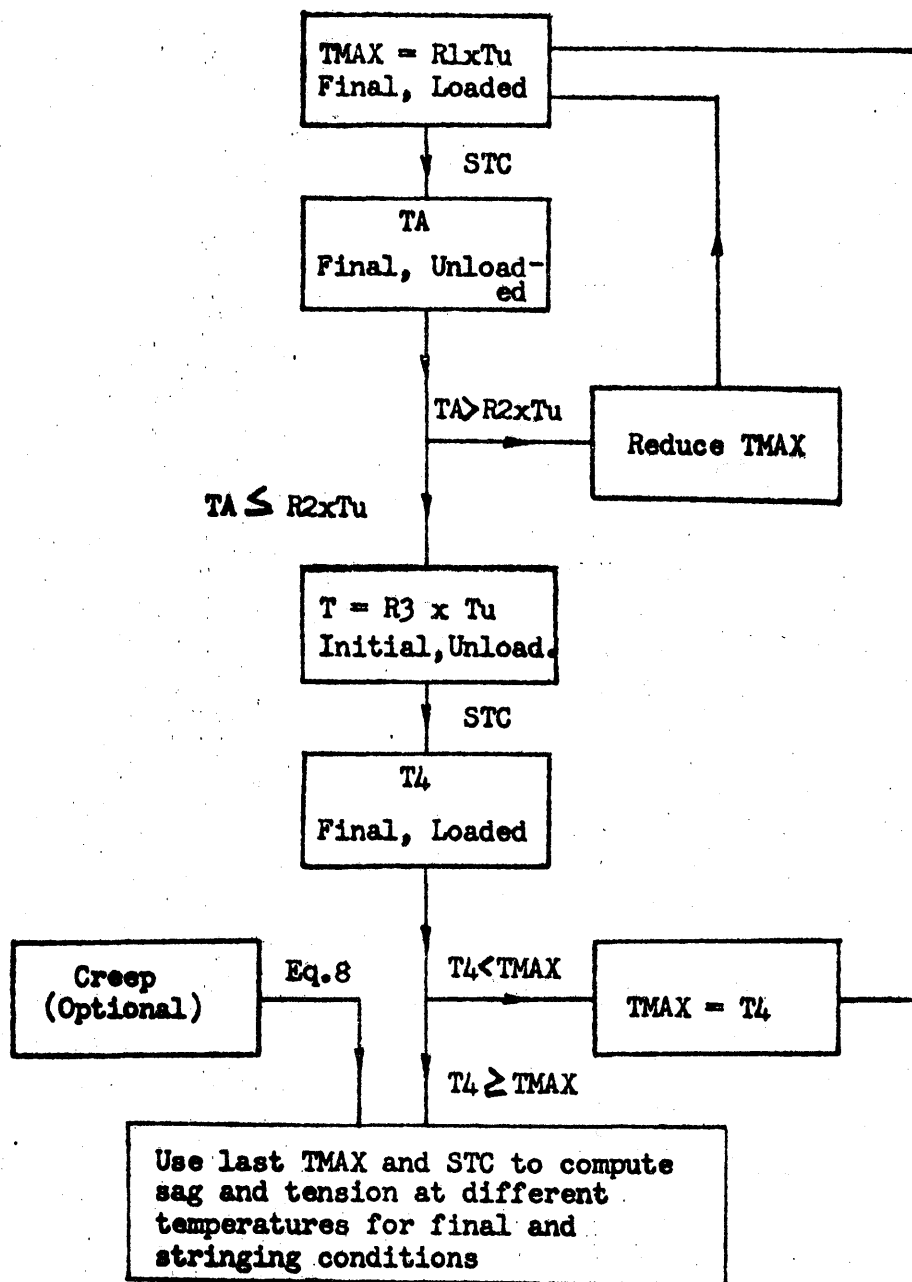 TMAX = R1xTu
Final, Loaded
STC
TA
Final, Unload-
ed
TA>R2xTu
Reduce TMAX
TA ≤ R2xTu
T = R3 x Tu
Initial,Unload.
STC
T4
Final, Loaded
Creep
(Optional)
Eq.8
T4<TMAX
TMAX = T4
T4 ≥ TMAX
Use last TMAX and STC to compute
sag and tension at different
temperatures for final and
stringing conditions